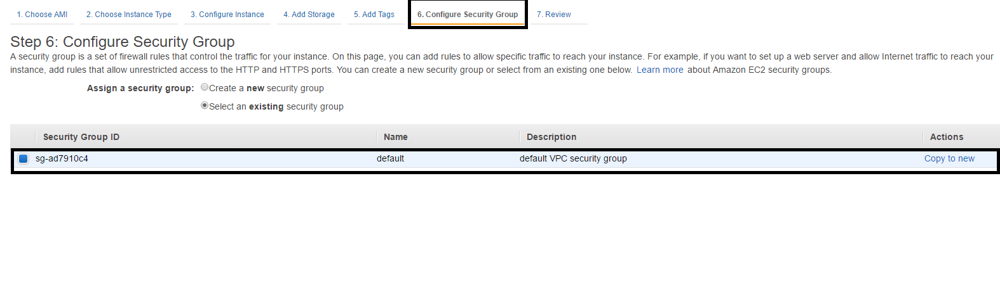 1. Choose AMI 2. Choose Instance Type 3. Configure Instance 4. Add Storage 5. Add Tags 6. Configure Security Group 7. Review
Step 6: Configure Security Group
A security group is a set of firewall rules that control the traffic for your instance. On this page, you can add rules to allow specific traffic to reach your instance. For example, if you want to set up a web server and allow Internet traffic to reach your
instance, add rules that allow unrestricted access to the HTTP and HTTPS ports. You can create a new security group or select from an existing one below. Learn more about Amazon EC2 security groups.
Assign a security group: Create a new security group
Select an existing security group
Security Group ID Name Description Actions
sg-ad7910c4 default default VPC security group Copy to new